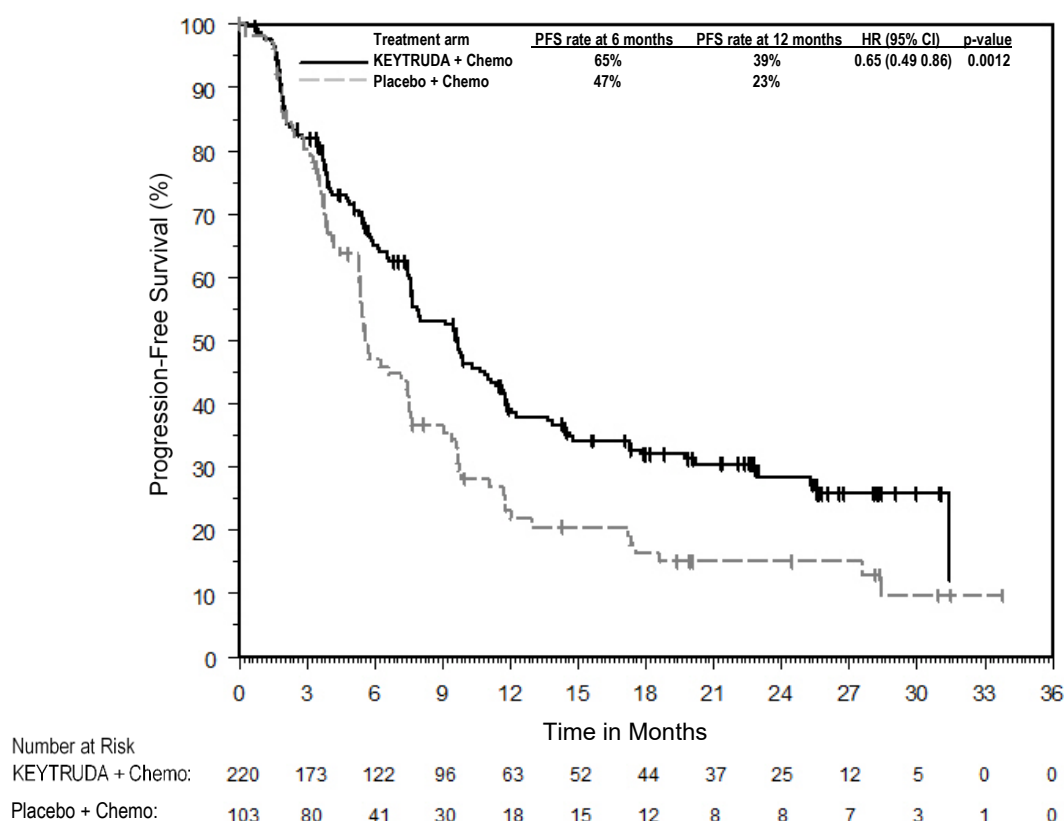 Treatment arm PFS rate at 6 months PFS rate at 12 months HR (95% CI) p-value
KEYTRUDA + Chemo 65% 39% 0.65 (0.49 0.86) 0.0012
Placebo + Chemo 47% 23%
Progression-Free Survival (%)
100
90
80
70
60
50
40
30
20
10
0
0 3 6 9 12 15 18 21 24 27 30 33 36
Time in Months
Number at Risk
KEYTRUDA + Chemo: 220 173 122 96 63 52 44 37 25 12 5 0 0
Placebo + Chemo: 103 80 41 30 18 15 12 8 8 7 3 1 0